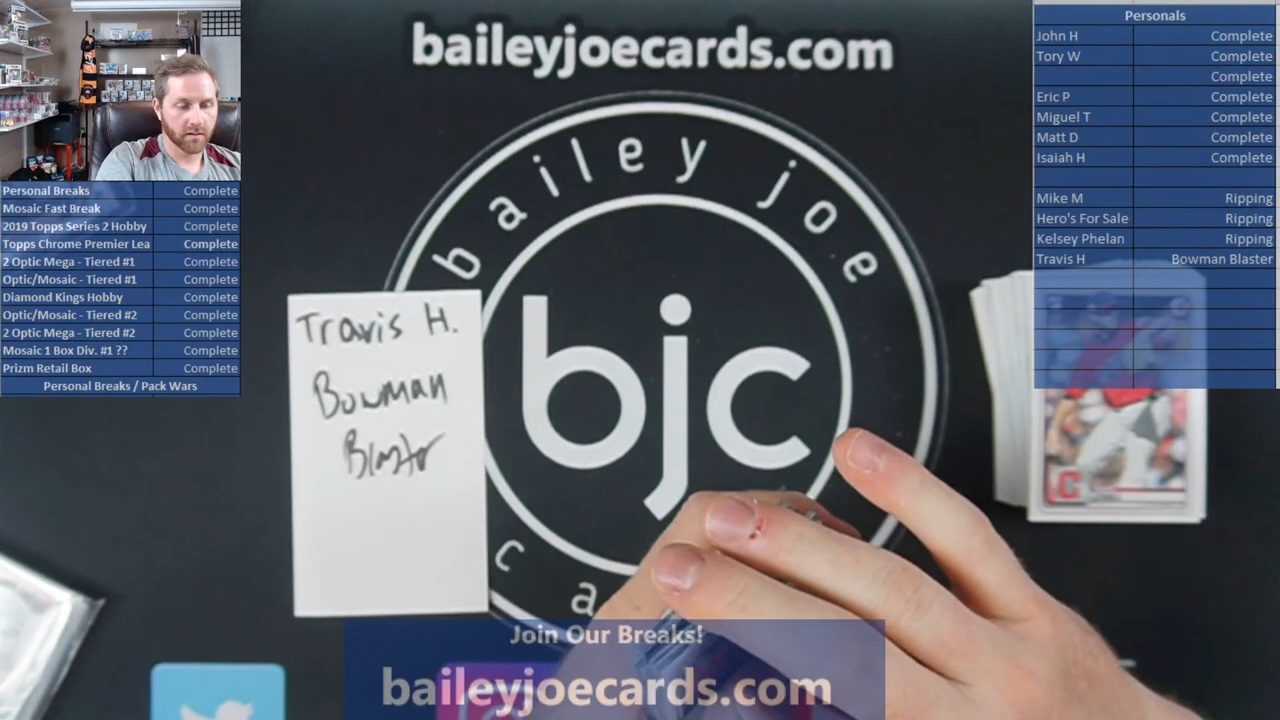 baileyjoecards.com
bailey joe
bjc
ca
Travis H.
Bowman
Blaster
Personal Breaks Complete
Mosaic Fast Break Complete
2019 Topps Series 2 Hobby Complete
Topps Chrome Premier Lea Complete
2 Optic Mega - Tiered #1 Complete
Optic/Mosaic - Tiered #1 Complete
Diamond Kings Hobby Complete
Optic/Mosaic - Tiered #2 Complete
2 Optic Mega - Tiered #2 Complete
Mosaic 1 Box Div. #1 ?? Complete
Prizm Retail Box Complete
Personal Breaks / Pack Wars
Personals
John H Complete
Tory W Complete
Complete
Eric P Complete
Miguel T Complete
Matt D Complete
Isaiah H Complete
Mike M Ripping
Hero's For Sale Ripping
Kelsey Phelan Ripping
Travis H Bowman Blaster
C
Join Our Breaks!
baileyjoecards.com